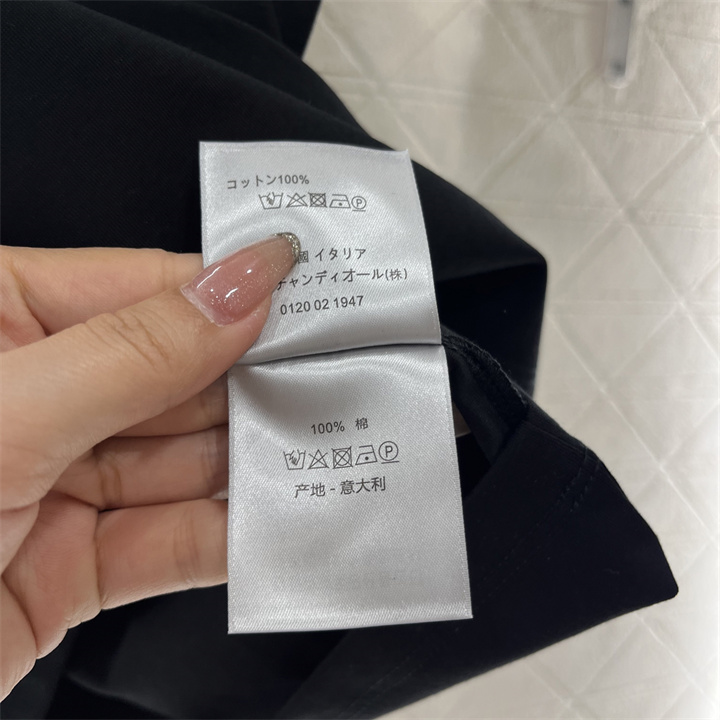 コットン100%
國 イタリア
チャンディオール(株)
0120 02 1947
100% 棉
产地 - 意大利